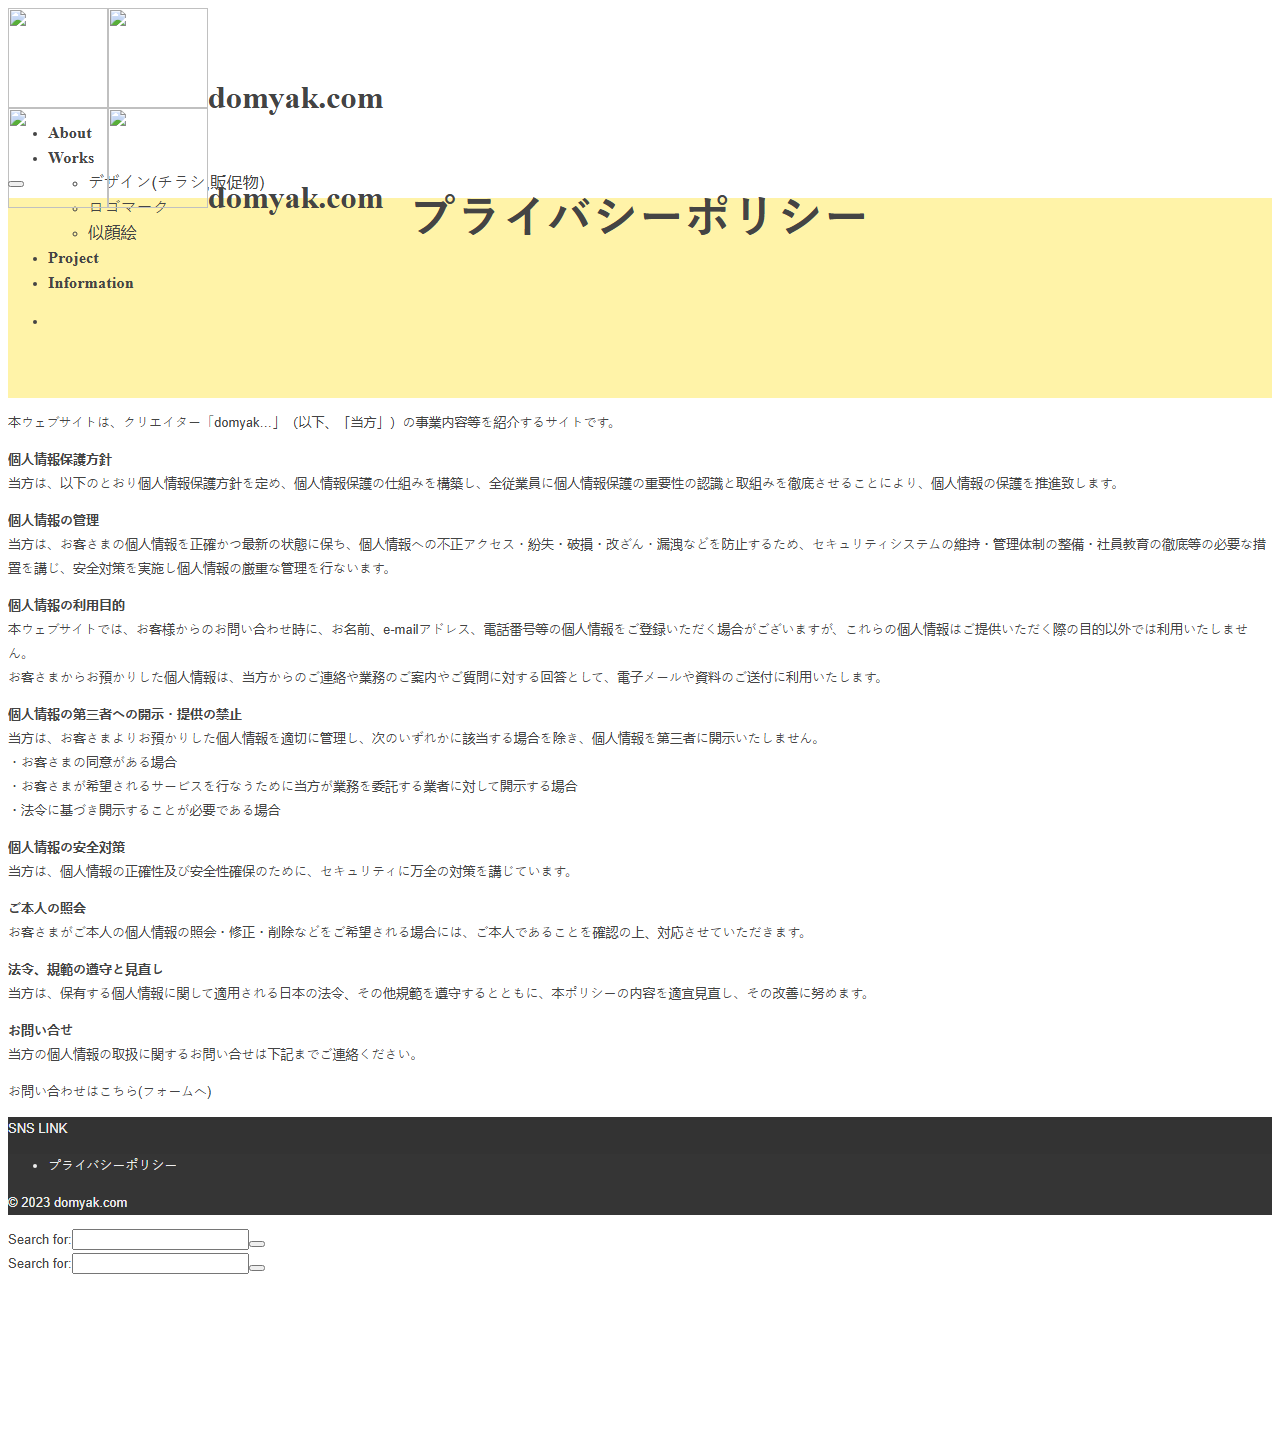 domyak.com
About
Works
デザイン(チラシ,販促物)
domyak.com
プライバシーポリシー
ロゴマーク
似顔絵
Project
Information
本ウェブサイトは、クリエイター「domyak…」（以下、「当方」）の事業内容等を紹介するサイトです。
個人情報保護方針
当方は、以下のとおり個人情報保護方針を定め、個人情報保護の仕組みを構築し、全従業員に個人情報保護の重要性の認識と取組みを徹底させることにより、個人情報の保護を推進致します。
個人情報の管理
当方は、お客さまの個人情報を正確かつ最新の状態に保ち、個人情報への不正アクセス・紛失・破損・改ざん・漏洩などを防止するため、セキュリティシステムの維持・管理体制の整備・社員教育の徹底等の必要な措
置を講じ、安全対策を実施し個人情報の厳重な管理を行ないます。
個人情報の利用目的
本ウェブサイトでは、お客様からのお問い合わせ時に、お名前、e-mailアドレス、電話番号等の個人情報をご登録いただく場合がございますが、これらの個人情報はご提供いただく際の目的以外では利用いたしませ
ん。
お客さまからお預かりした個人情報は、当方からのご連絡や業務のご案内やご質問に対する回答として、電子メールや資料のご送付に利用いたします。
個人情報の第三者への開示・提供の禁止
当方は、お客さまよりお預かりした個人情報を適切に管理し、次のいずれかに該当する場合を除き、個人情報を第三者に開示いたしません。
・お客さまの同意がある場合
・お客さまが希望されるサービスを行なうために当方が業務を委託する業者に対して開示する場合
・法令に基づき開示することが必要である場合
個人情報の安全対策
当方は、個人情報の正確性及び安全性確保のために、セキュリティに万全の対策を講じています。
ご本人の照会
お客さまがご本人の個人情報の照会・修正・削除などをご希望される場合には、ご本人であることを確認の上、対応させていただきます。
法令、規範の遵守と見直し
当方は、保有する個人情報に関して適用される日本の法令、その他規範を遵守するとともに、本ポリシーの内容を適宜見直し、その改善に努めます。
お問い合せ
当方の個人情報の取扱に関するお問い合せは下記までご連絡ください。
お問い合わせはこちら(フォームへ)
SNS LINK
プライバシーポリシー
© 2023 domyak.com
Search for:
Search for: